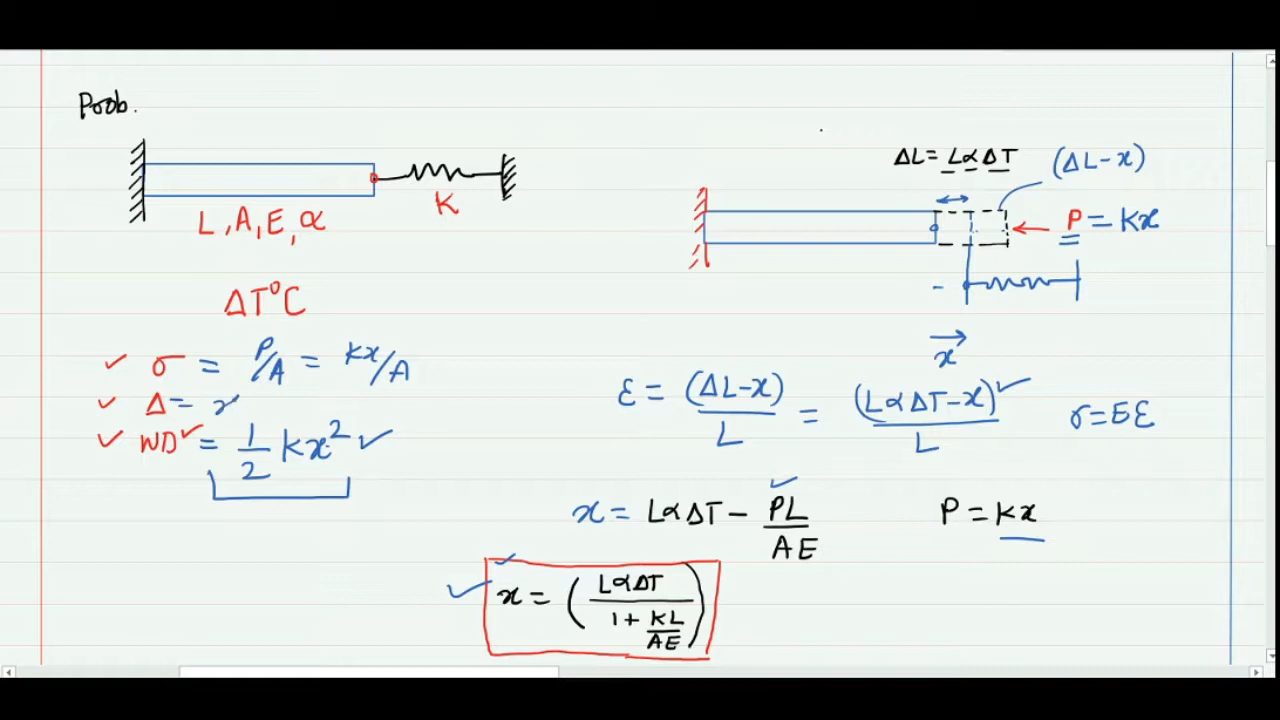 Prob.
K
L, A, E, α
ΔT°C
✓ σ = P/A = Kx/A
✓ Δ = x
✓ WD ✓ = 1/2 Kx² ✓
ΔL = LαΔT
(ΔL-x)
P = Kx
x
ε = (ΔL-x)/L = (LαΔT-x)/L ✓
σ=Eε
x = LαΔT - PL/AE
P = Kx
✓ x = (LαΔT/(1+KL/AE))